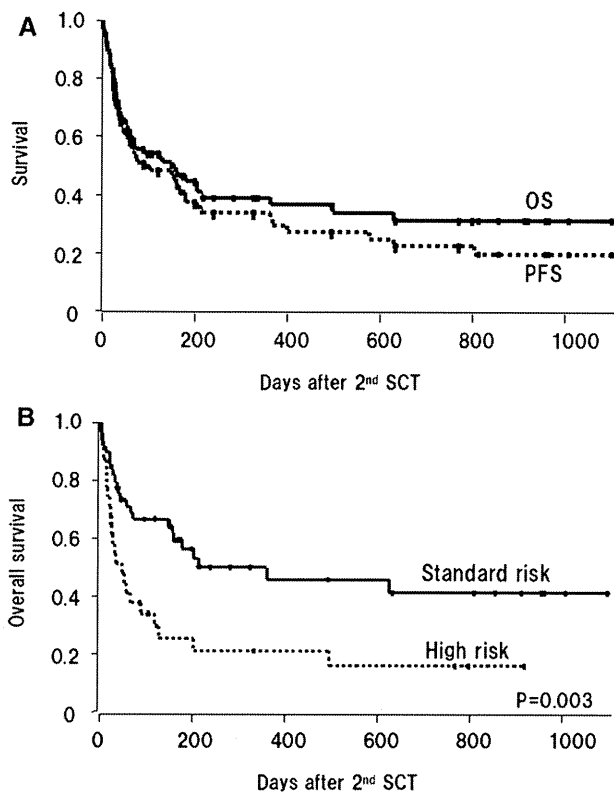 A
1.0
0.8
0.6
0.4
0.2
0
Survival
OS
PFS
0 200 400 600 800 1000
Days after 2nd SCT
B
1.0
0.8
0.6
0.4
0.2
0
Overall survival
Standard risk
High risk
P=0.003
0 200 400 600 800 1000
Days after 2nd SCT